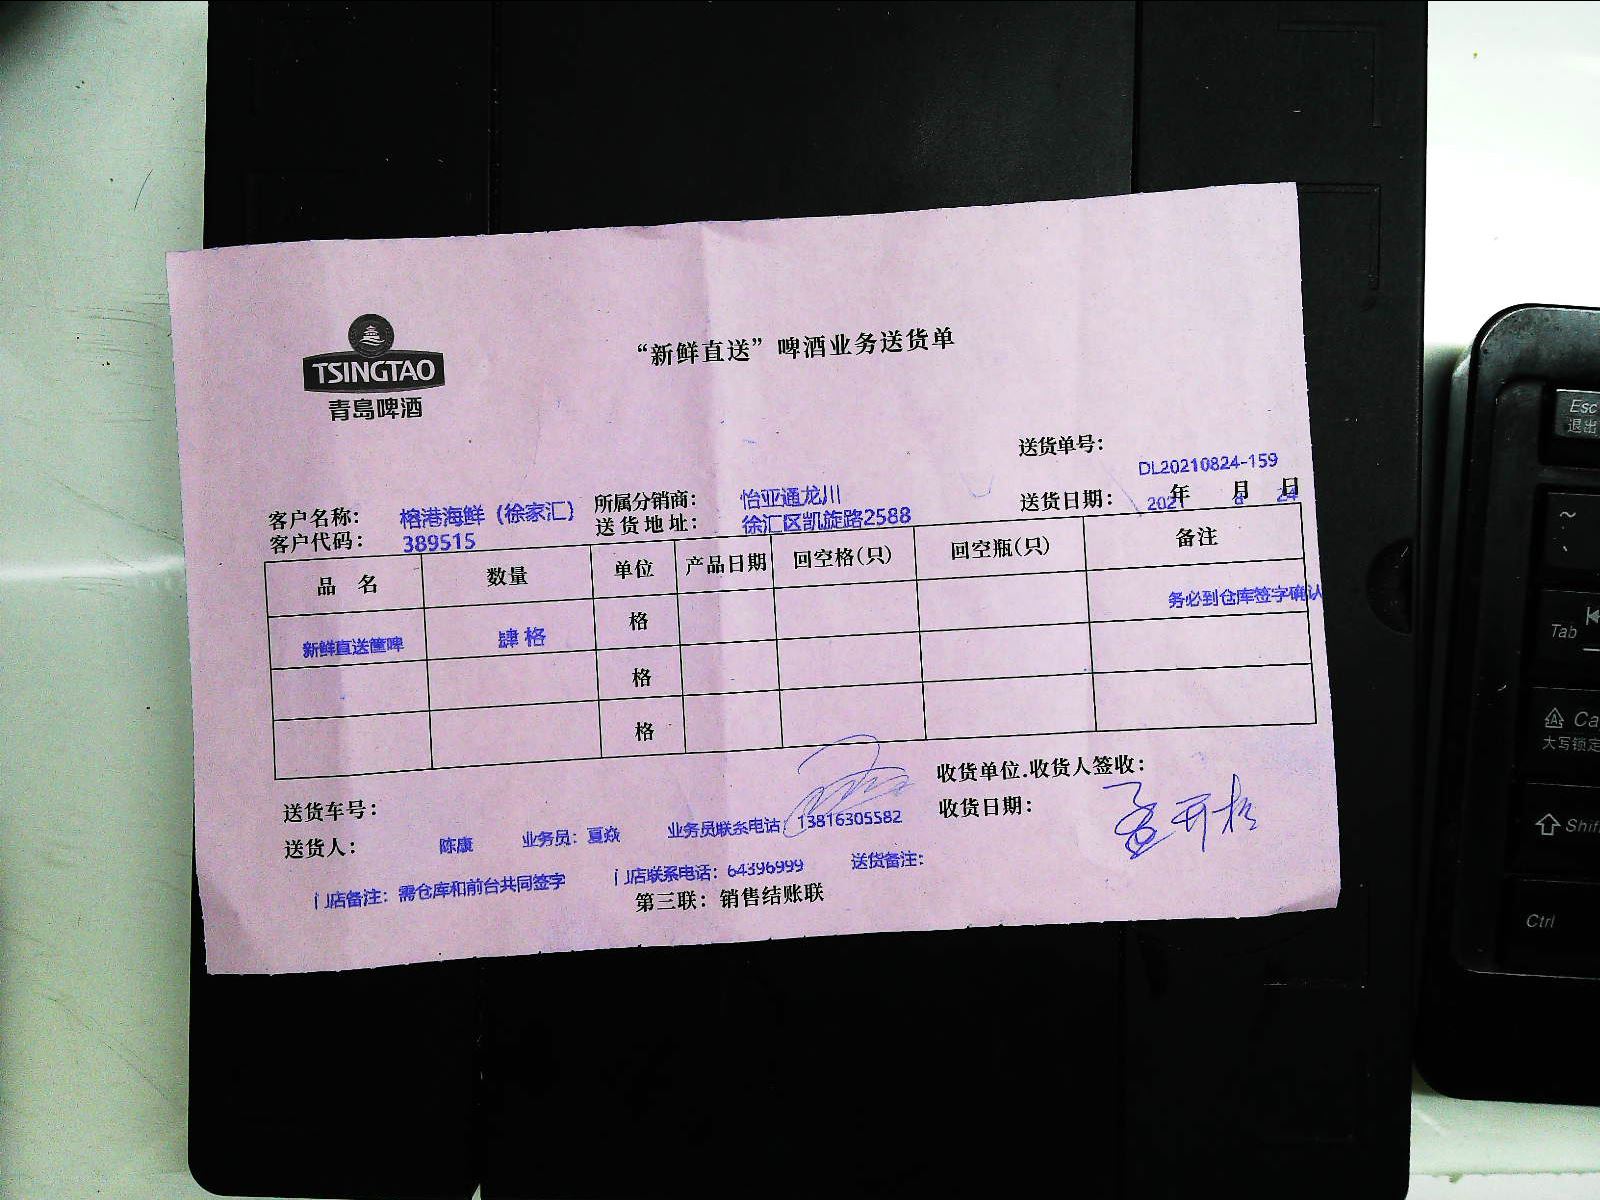 TSINGTAO
青島啤酒
“新鲜直送”啤酒业务送货单
送货单号：
DL20210824-159
客户名称： 榕港海鲜（徐家汇） 所属分销商： 怡亚通龙川 送货日期： 2021年 8月 24日
客户代码： 389515 送货地址： 徐汇区凯旋路2588
品 名 数量 单位 产品日期 回空格(只) 回空瓶(只) 备注
新鲜直送筐啤 肆格 格 务必到仓库签字确认
格
格
送货车号： 收货单位.收货人签收：
送货人： 陈康 业务员：夏焱 业务员联系电话：13816305582 收货日期：
门店备注：需仓库和前台共同签字 门店联系电话：64396999 送货备注：
第三联：销售结账联
Esc
退出
~
Tab
Ca
大写锁定
Shif
Ctrl